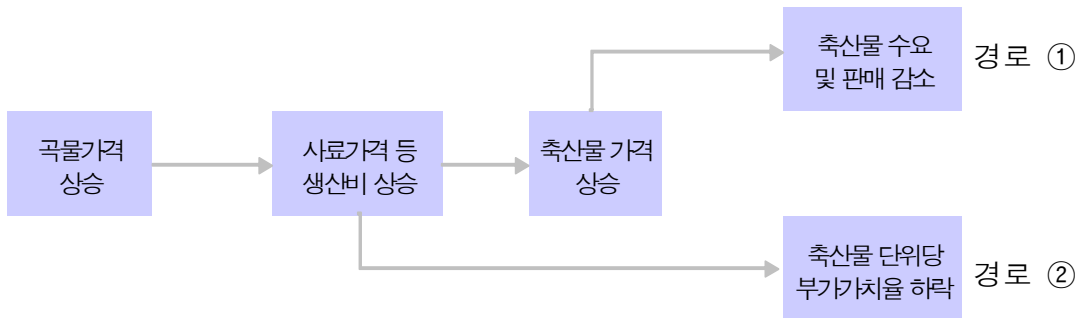 축산물 수요
및 판매 감소
경로 ①
곡물가격
상승
사료가격 등
생산비 상승
축산물 가격
상승
축산물 단위당
부가가치율 하락
경로 ②